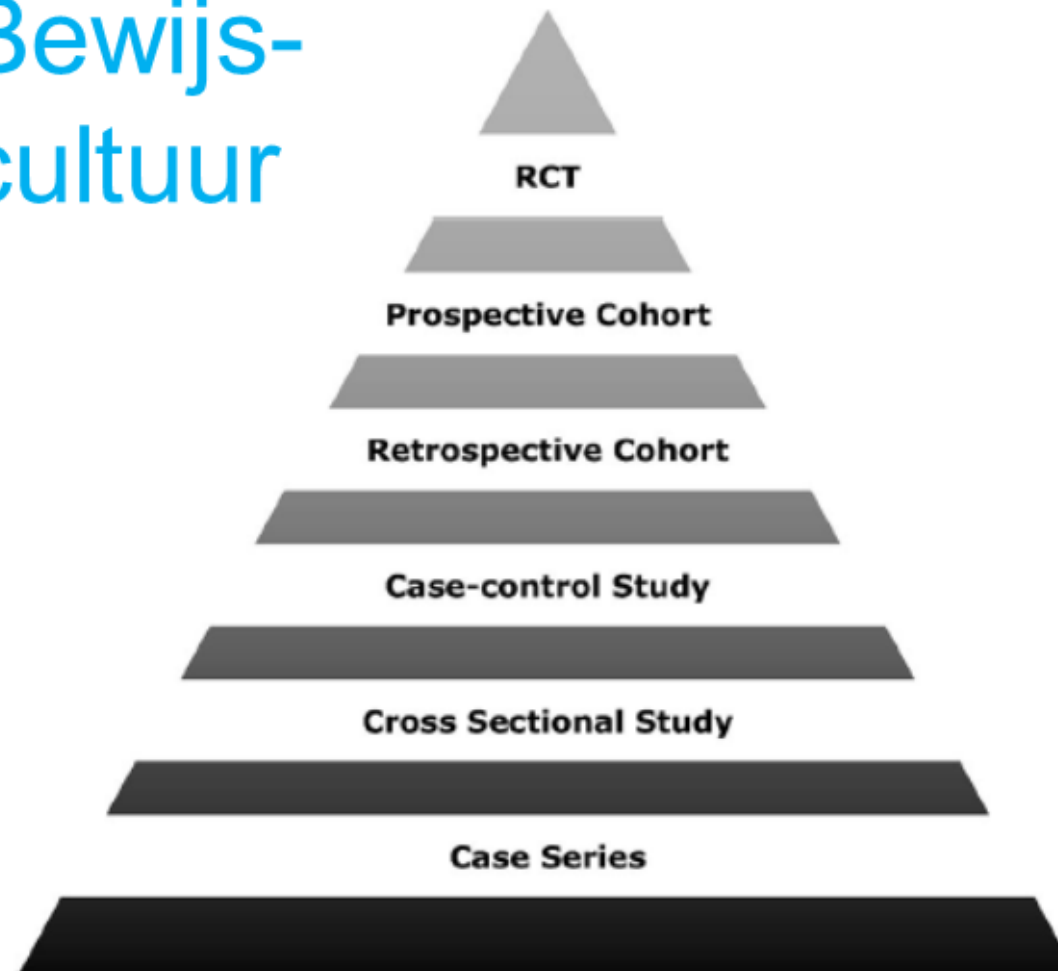 Bewijs-
cultuur
RCT
Prospective Cohort
Retrospective Cohort
Case-control Study
Cross Sectional Study
Case Series